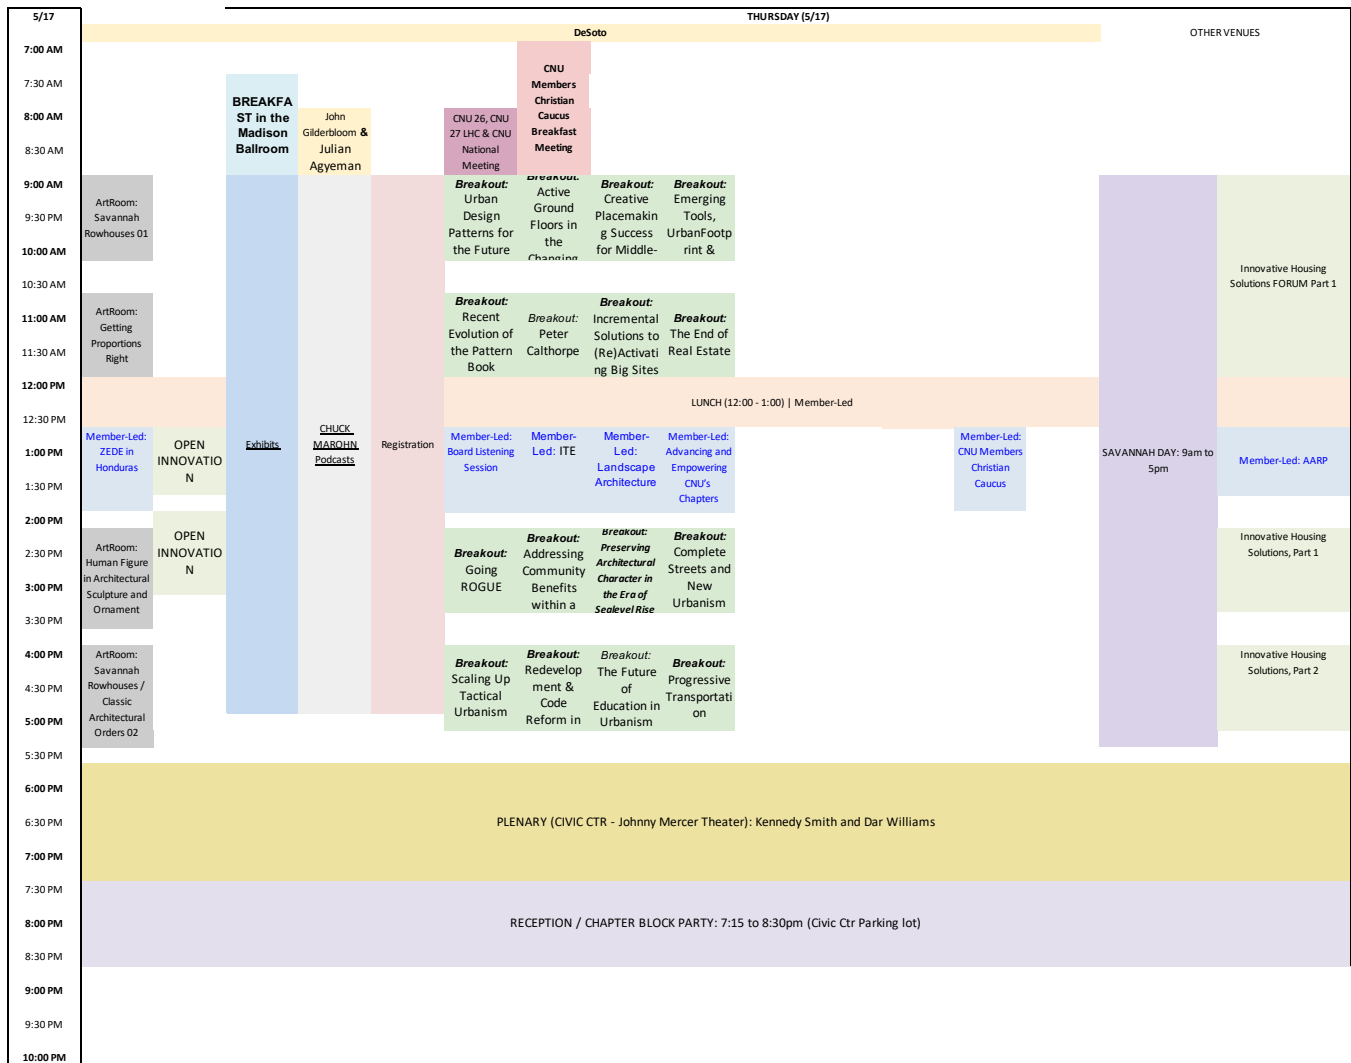 5/17
THURSDAY (5/17)
DeSoto
OTHER VENUES
7:00 AM
7:30 AM
8:00 AM
8:30 AM
9:00 AM
9:30 PM
10:00 AM
10:30 AM
11:00 AM
11:30 AM
12:00 PM
12:30 PM
1:00 PM
1:30 PM
2:00 PM
2:30 PM
3:00 PM
3:30 PM
4:00 PM
4:30 PM
5:00 PM
5:30 PM
6:00 PM
6:30 PM
7:00 PM
7:30 PM
8:00 PM
8:30 PM
9:00 PM
9:30 PM
10:00 PM
BREAKFA
ST in the
Madison
Ballroom
John
Gilderbloom &
Julian
Agyeman
CNU 26, CNU
27 LHC & CNU
National
Meeting
CNU
Members
Christian
Caucus
Breakfast
Meeting
ArtRoom:
Savannah
Rowhouses 01
Breakout:
Urban
Design
Patterns for
the Future
Breakout:
Active
Ground
Floors in
the
Changing
Breakout:
Creative
Placemakin
g Success
for Middle-
Breakout:
Emerging
Tools,
UrbanFootp
rint &
Innovative Housing
Solutions FORUM Part 1
ArtRoom:
Getting
Proportions
Right
Breakout:
Recent
Evolution of
the Pattern
Book
Breakout:
Peter
Calthorpe
Breakout:
Incremental
Solutions to
(Re)Activati
ng Big Sites
Breakout:
The End of
Real Estate
LUNCH (12:00 - 1:00) | Member-Led
Member-Led:
ZEDE in
Honduras
OPEN
INNOVATIO
N
Exhibits
CHUCK
MAROHN
Podcasts
Registration
Member-Led:
Board Listening
Session
Member-
Led: ITE
Member-
Led:
Landscape
Architecture
Member-Led:
Advancing and
Empowering
CNU's
Chapters
Member-Led:
CNU Members
Christian
Caucus
SAVANNAH DAY: 9am to
5pm
Member-Led: AARP
OPEN
INNOVATIO
N
ArtRoom:
Human Figure
in Architectural
Sculpture and
Ornament
Breakout:
Going
ROGUE
Breakout:
Addressing
Community
Benefits
within a
Breakout:
Preserving
Architectural
Character in
the Era of
Sealevel Rise
Breakout:
Complete
Streets and
New
Urbanism
Innovative Housing
Solutions, Part 1
ArtRoom:
Savannah
Rowhouses /
Classic
Architectural
Orders 02
Breakout:
Scaling Up
Tactical
Urbanism
Breakout:
Redevelop
ment &
Code
Reform in
Breakout:
The Future
of
Education in
Urbanism
Breakout:
Progressive
Transportati
on
Innovative Housing
Solutions, Part 2
PLENARY (CIVIC CTR - Johnny Mercer Theater): Kennedy Smith and Dar Williams
RECEPTION / CHAPTER BLOCK PARTY: 7:15 to 8:30pm (Civic Ctr Parking lot)